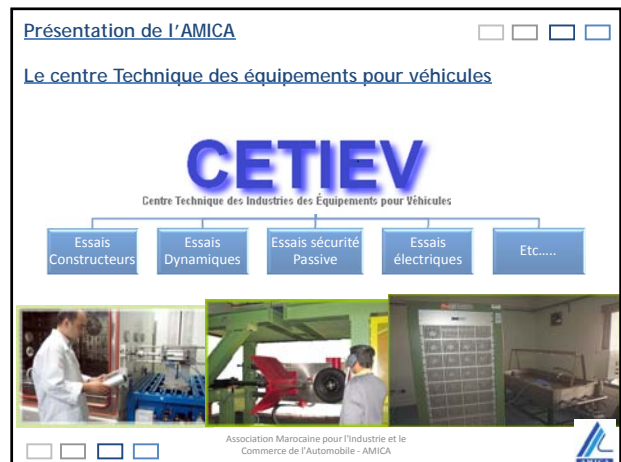 Présentation de l'AMICA
Le centre Technique des équipements pour véhicules
CETIEV
Centre Technique des Industries des Équipements pour Véhicules
Essais
Constructeurs
Essais
Dynamiques
Essais sécurité
Passive
Essais
électriques
Etc…..
Association Marocaine pour l'Industrie et le
Commerce de l'Automobile - AMICA
AMICA